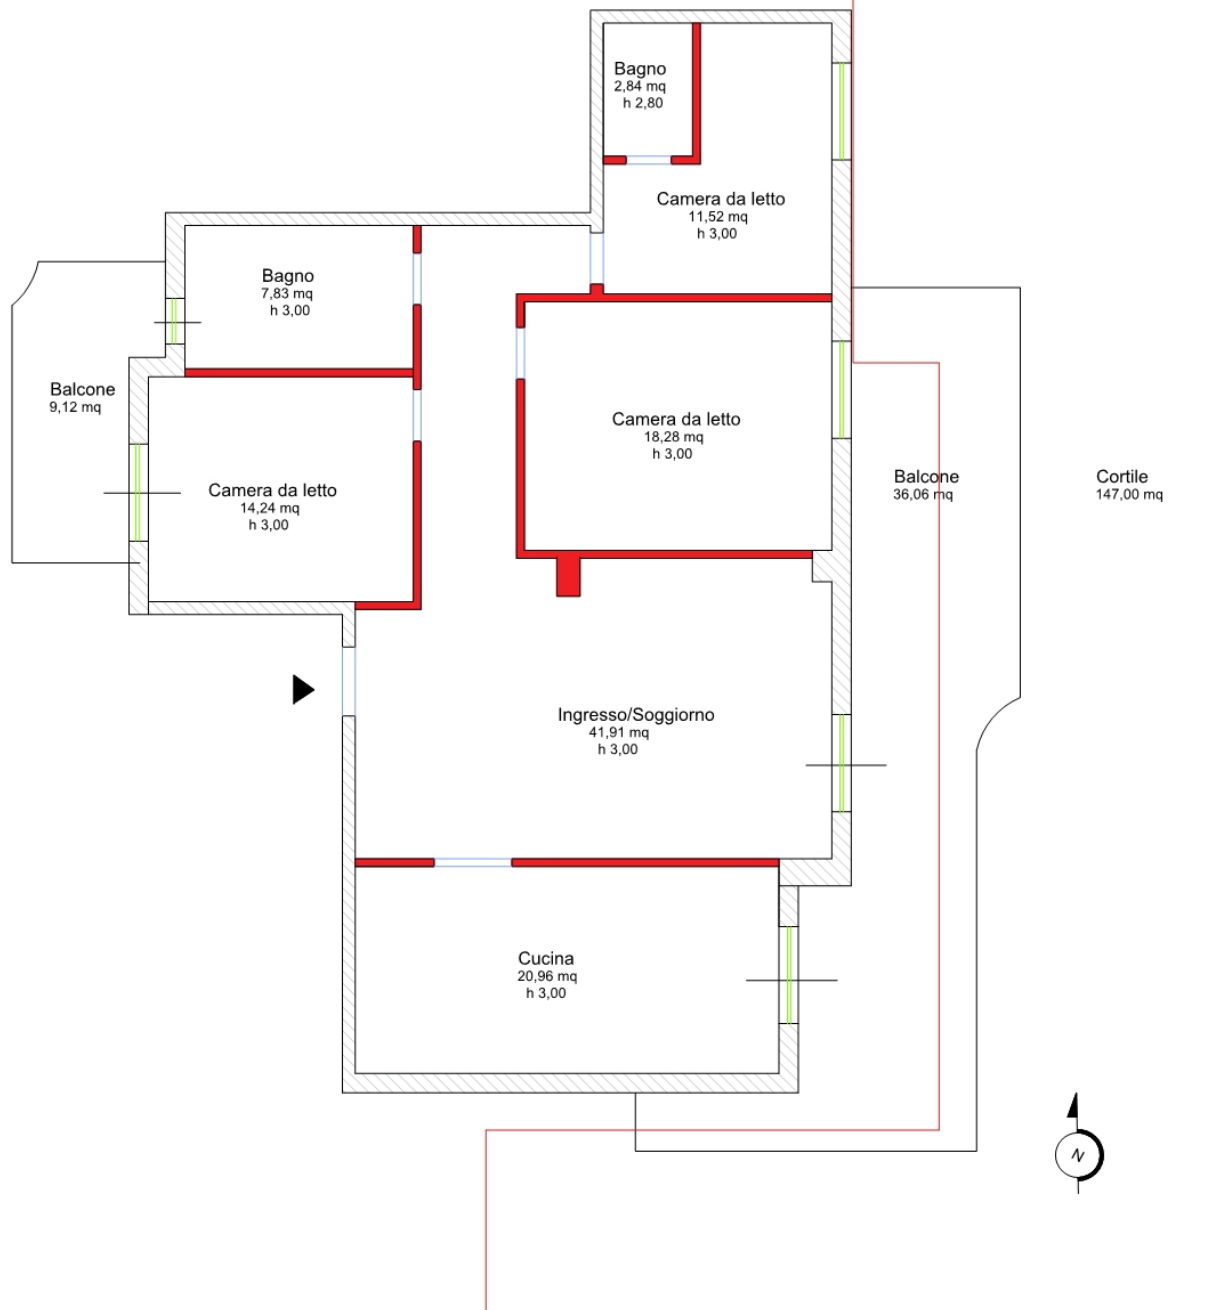 Bagno
2,84 mq
h 2,80
Camera da letto
11,52 mq
h 3,00
Bagno
7,83 mq
h 3,00
Balcone
9,12 mq
Camera da letto
18,28 mq
h 3,00
Camera da letto
14,24 mq
h 3,00
Balcone
36,06 mq
Cortile
147,00 mq
Ingresso/Soggiorno
41,91 mq
h 3,00
Cucina
20,96 mq
h 3,00
N